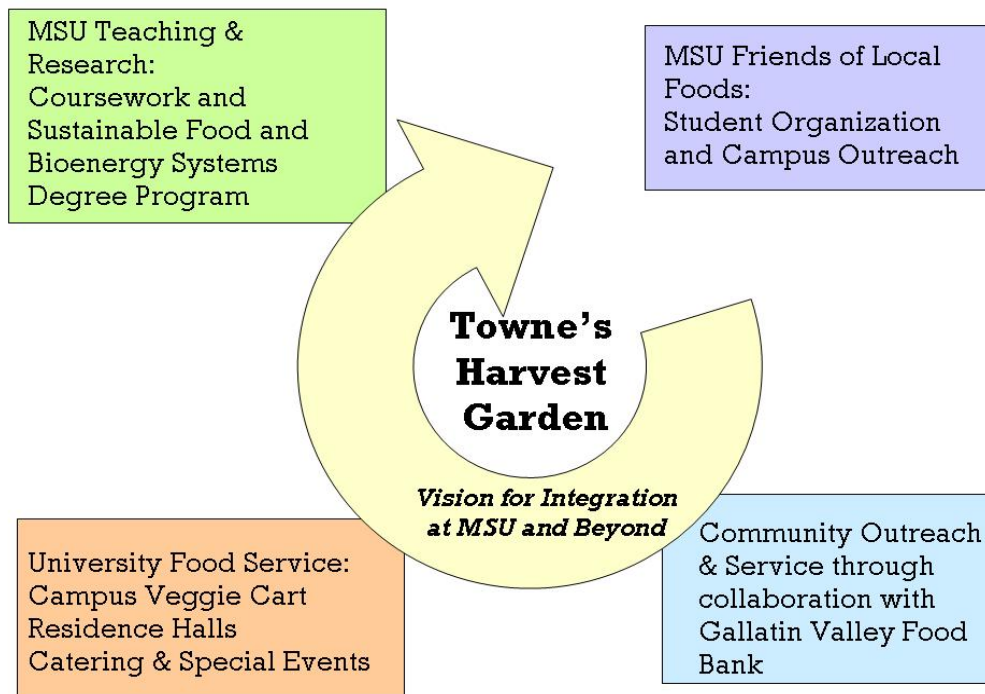 MSU Teaching &
Research:
Coursework and
Sustainable Food and
Bioenergy Systems
Degree Program
MSU Friends of Local
Foods:
Student Organization
and Campus Outreach
Towne's
Harvest
Garden
Vision for Integration
at MSU and Beyond
University Food Service:
Campus Veggie Cart
Residence Halls
Catering & Special Events
Community Outreach
& Service through
collaboration with
Gallatin Valley Food
Bank